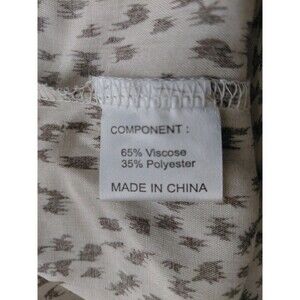 COMPONENT :
65% Viscose
35% Polyester
MADE IN CHINA